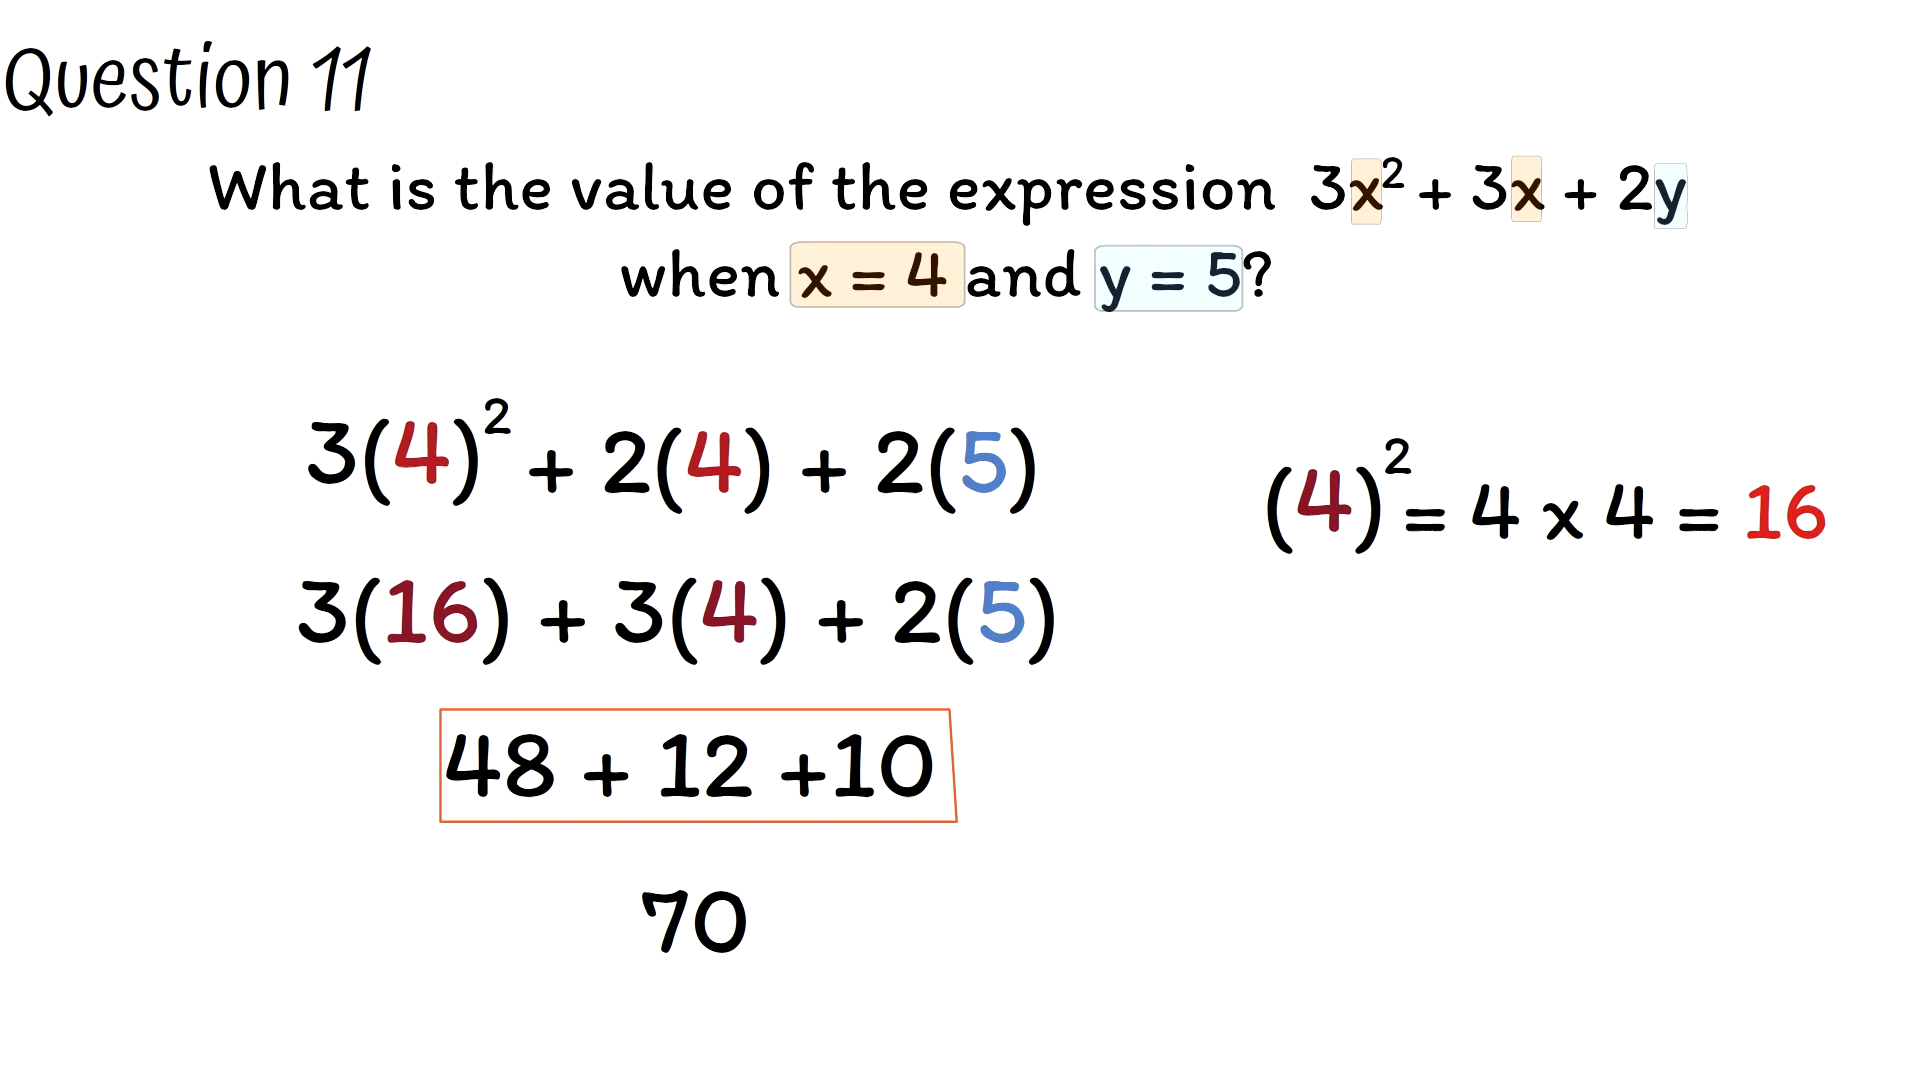 Question 11
What is the value of the expression 3x² + 3x + 2y
when x = 4 and y = 5?
3(4)² + 2(4) + 2(5)
(4)² = 4 x 4 = 16
3(16) + 3(4) + 2(5)
48 + 12 +10
70